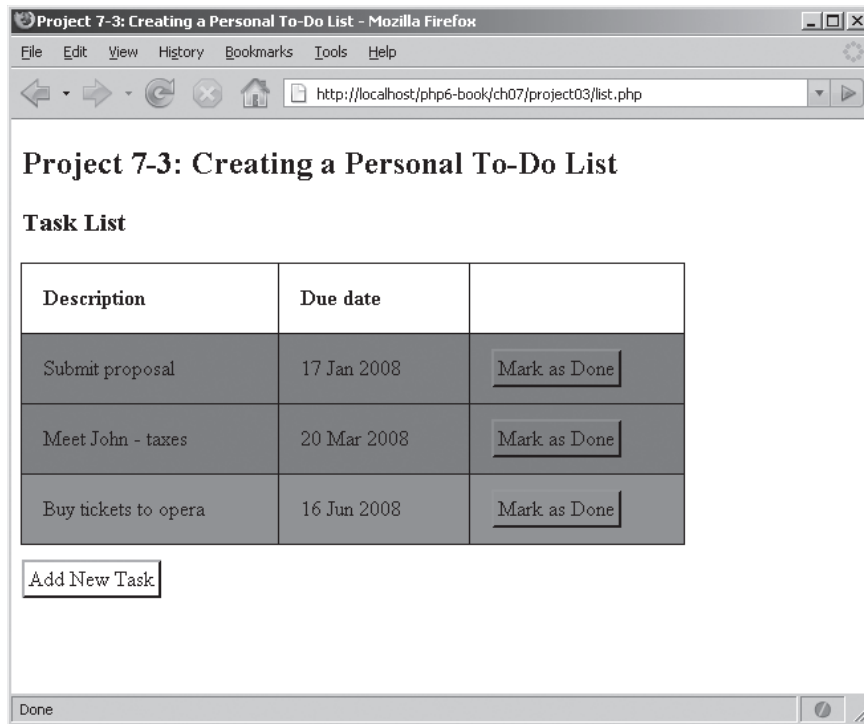 Project 7-3: Creating a Personal To-Do List - Mozilla Firefox
File Edit View History Bookmarks Tools Help
http://localhost/php6-book/ch07/project03/list.php
Project 7-3: Creating a Personal To-Do List
Task List
Description Due date
Submit proposal 17 Jan 2008 Mark as Done
Meet John - taxes 20 Mar 2008 Mark as Done
Buy tickets to opera 16 Jun 2008 Mark as Done
Add New Task
Done